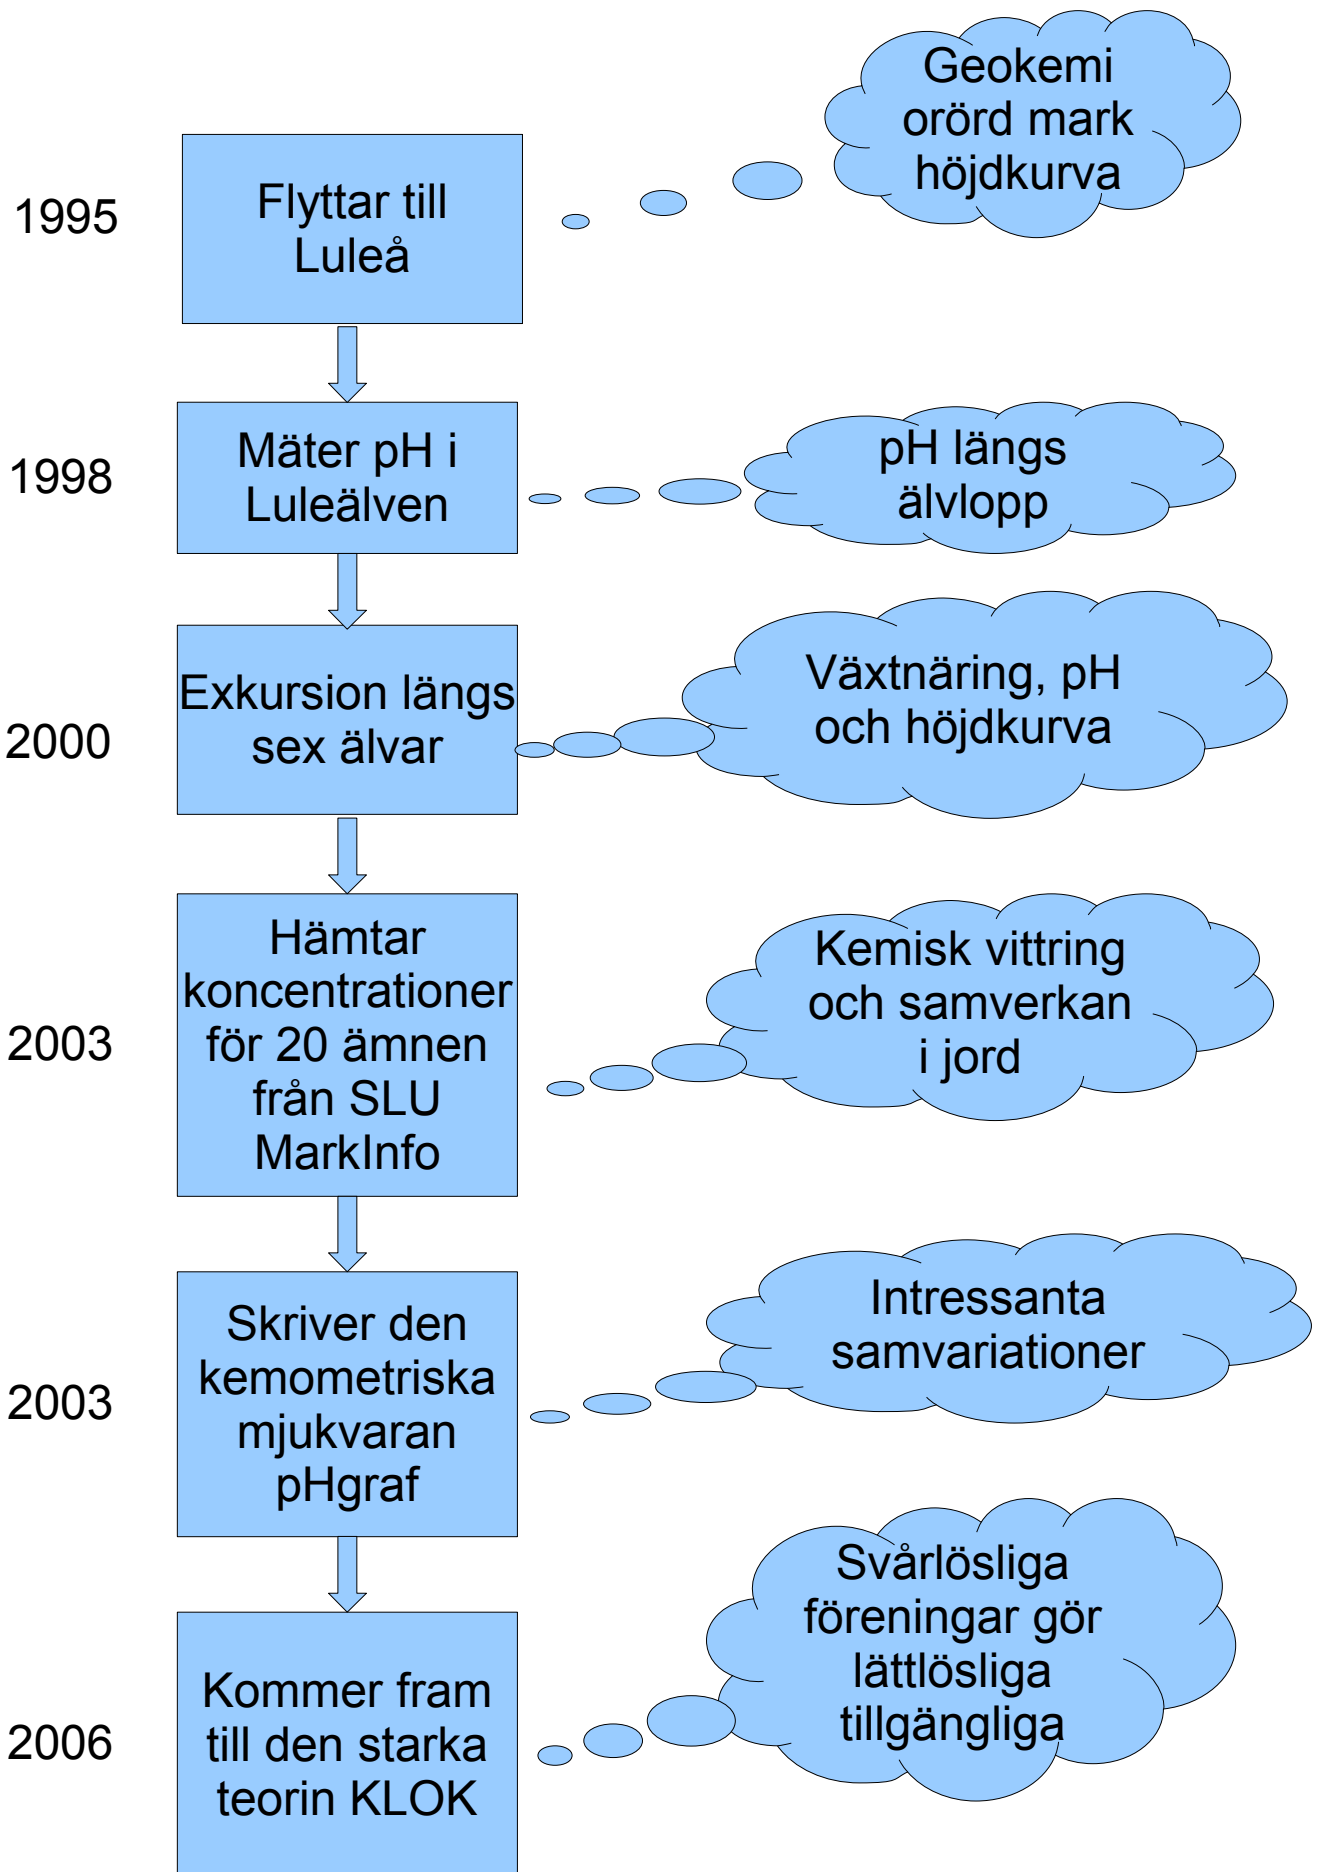 Geokemi
orörd mark
höjdkurva
1995
Flyttar till
Luleå
1998
Mäter pH i
Luleälven
pH längs
älvlopp
2000
Exkursion längs
sex älvar
Växtnäring, pH
och höjdkurva
2003
Hämtar
koncentrationer
för 20 ämnen
från SLU
MarkInfo
Kemisk vittring
och samverkan
i jord
2003
Skriver den
kemometriska
mjukvaran
pHgraf
Intressanta
samvariationer
2006
Kommer fram
till den starka
teorin KLOK
Svårlösliga
föreningar gör
lättlösliga
tillgängliga